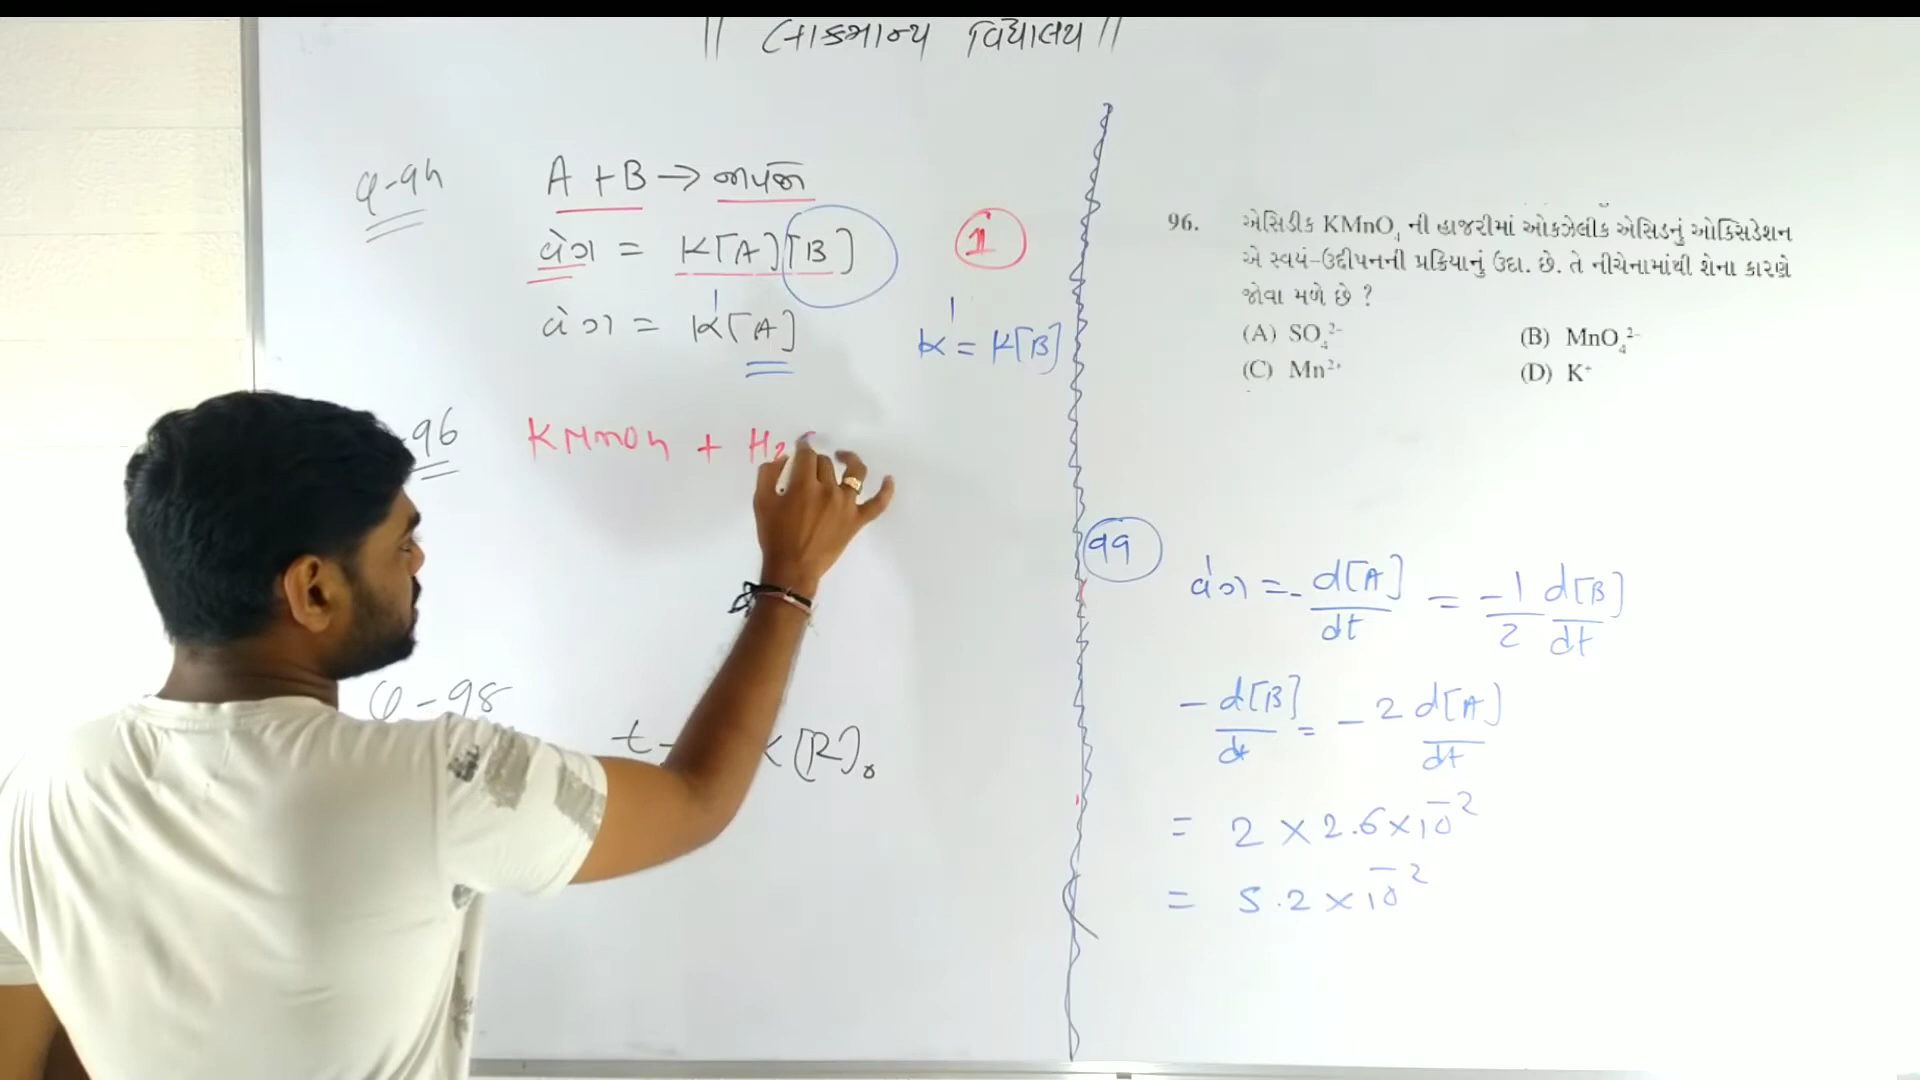 || લોકમાન્ય વિદ્યાલય ||
Q-95
A + B → નીપજ
વેગ = K[A][B]
1
વેગ = K'[A]
K' = K[B]
-96
KMnO4 + H2
Q-98
[R]0
96. એસિડીક KMnO4 ની હાજરીમાં ઓક્ઝેલીક એસિડનું ઓક્સિડેશન
એ સ્વયં-ઉદ્દીપનની પ્રક્રિયાનું ઉદા. છે. તે નીચેનામાંથી શેના કારણે
જોવા મળે છે ?
(A) SO4^2- (B) MnO4^2-
(C) Mn^2+ (D) K+
99
વેગ = - d[A]/dt = -1/2 d[B]/dt
- d[B]/dt = - 2 d[A]/dt
= 2 × 2.6 × 10^-2
= 5.2 × 10^-2